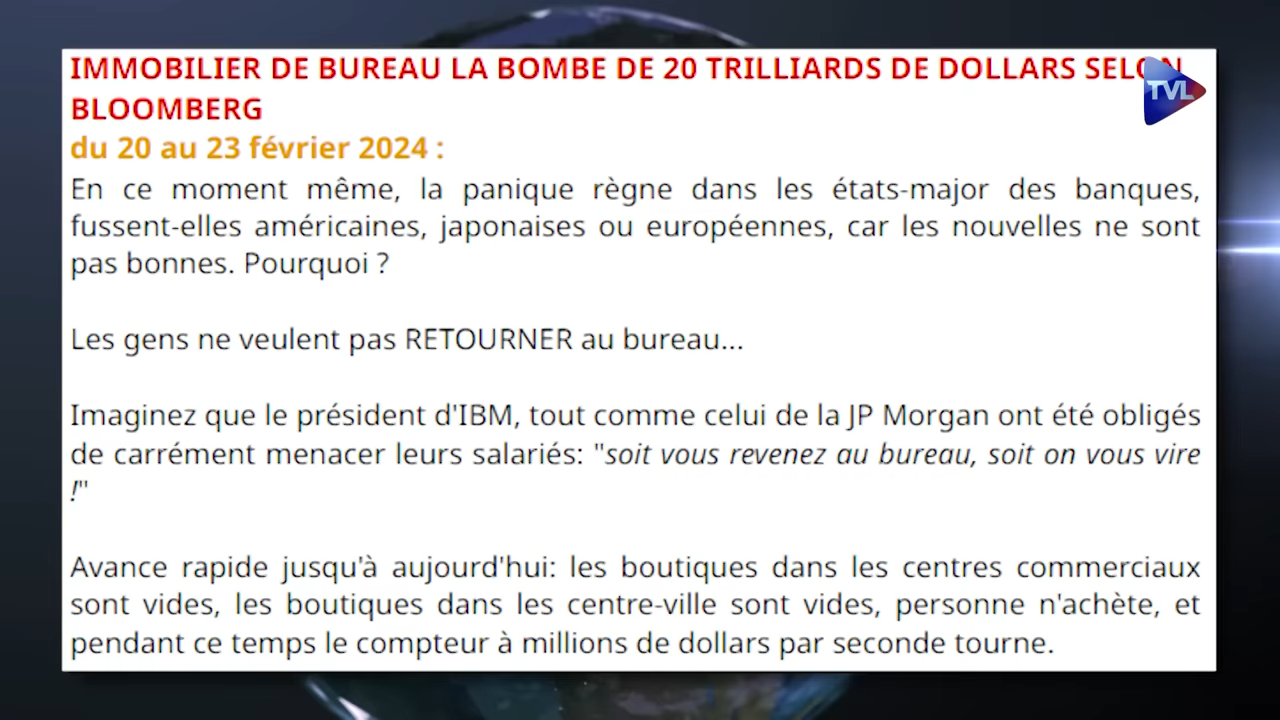 IMMOBILIER DE BUREAU LA BOMBE DE 20 TRILLIARDS DE DOLLARS SELON
BLOOMBERG
du 20 au 23 février 2024 :
En ce moment même, la panique règne dans les états-major des banques,
fussent-elles américaines, japonaises ou européennes, car les nouvelles ne sont
pas bonnes. Pourquoi ?
Les gens ne veulent pas RETOURNER au bureau...
Imaginez que le président d'IBM, tout comme celui de la JP Morgan ont été obligés
de carrément menacer leurs salariés: "soit vous revenez au bureau, soit on vous vire
!"
Avance rapide jusqu'à aujourd'hui: les boutiques dans les centres commerciaux
sont vides, les boutiques dans les centre-ville sont vides, personne n'achète, et
pendant ce temps le compteur à millions de dollars par seconde tourne.
TVL